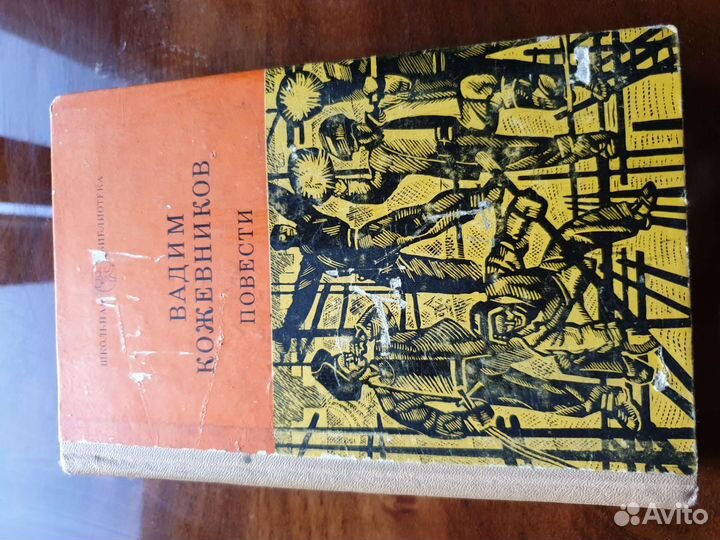 ШКОЛЬНАЯ БИБЛИОТЕКА
ВАДИМ
КОЖЕВНИКОВ
ПОВЕСТИ
Avito